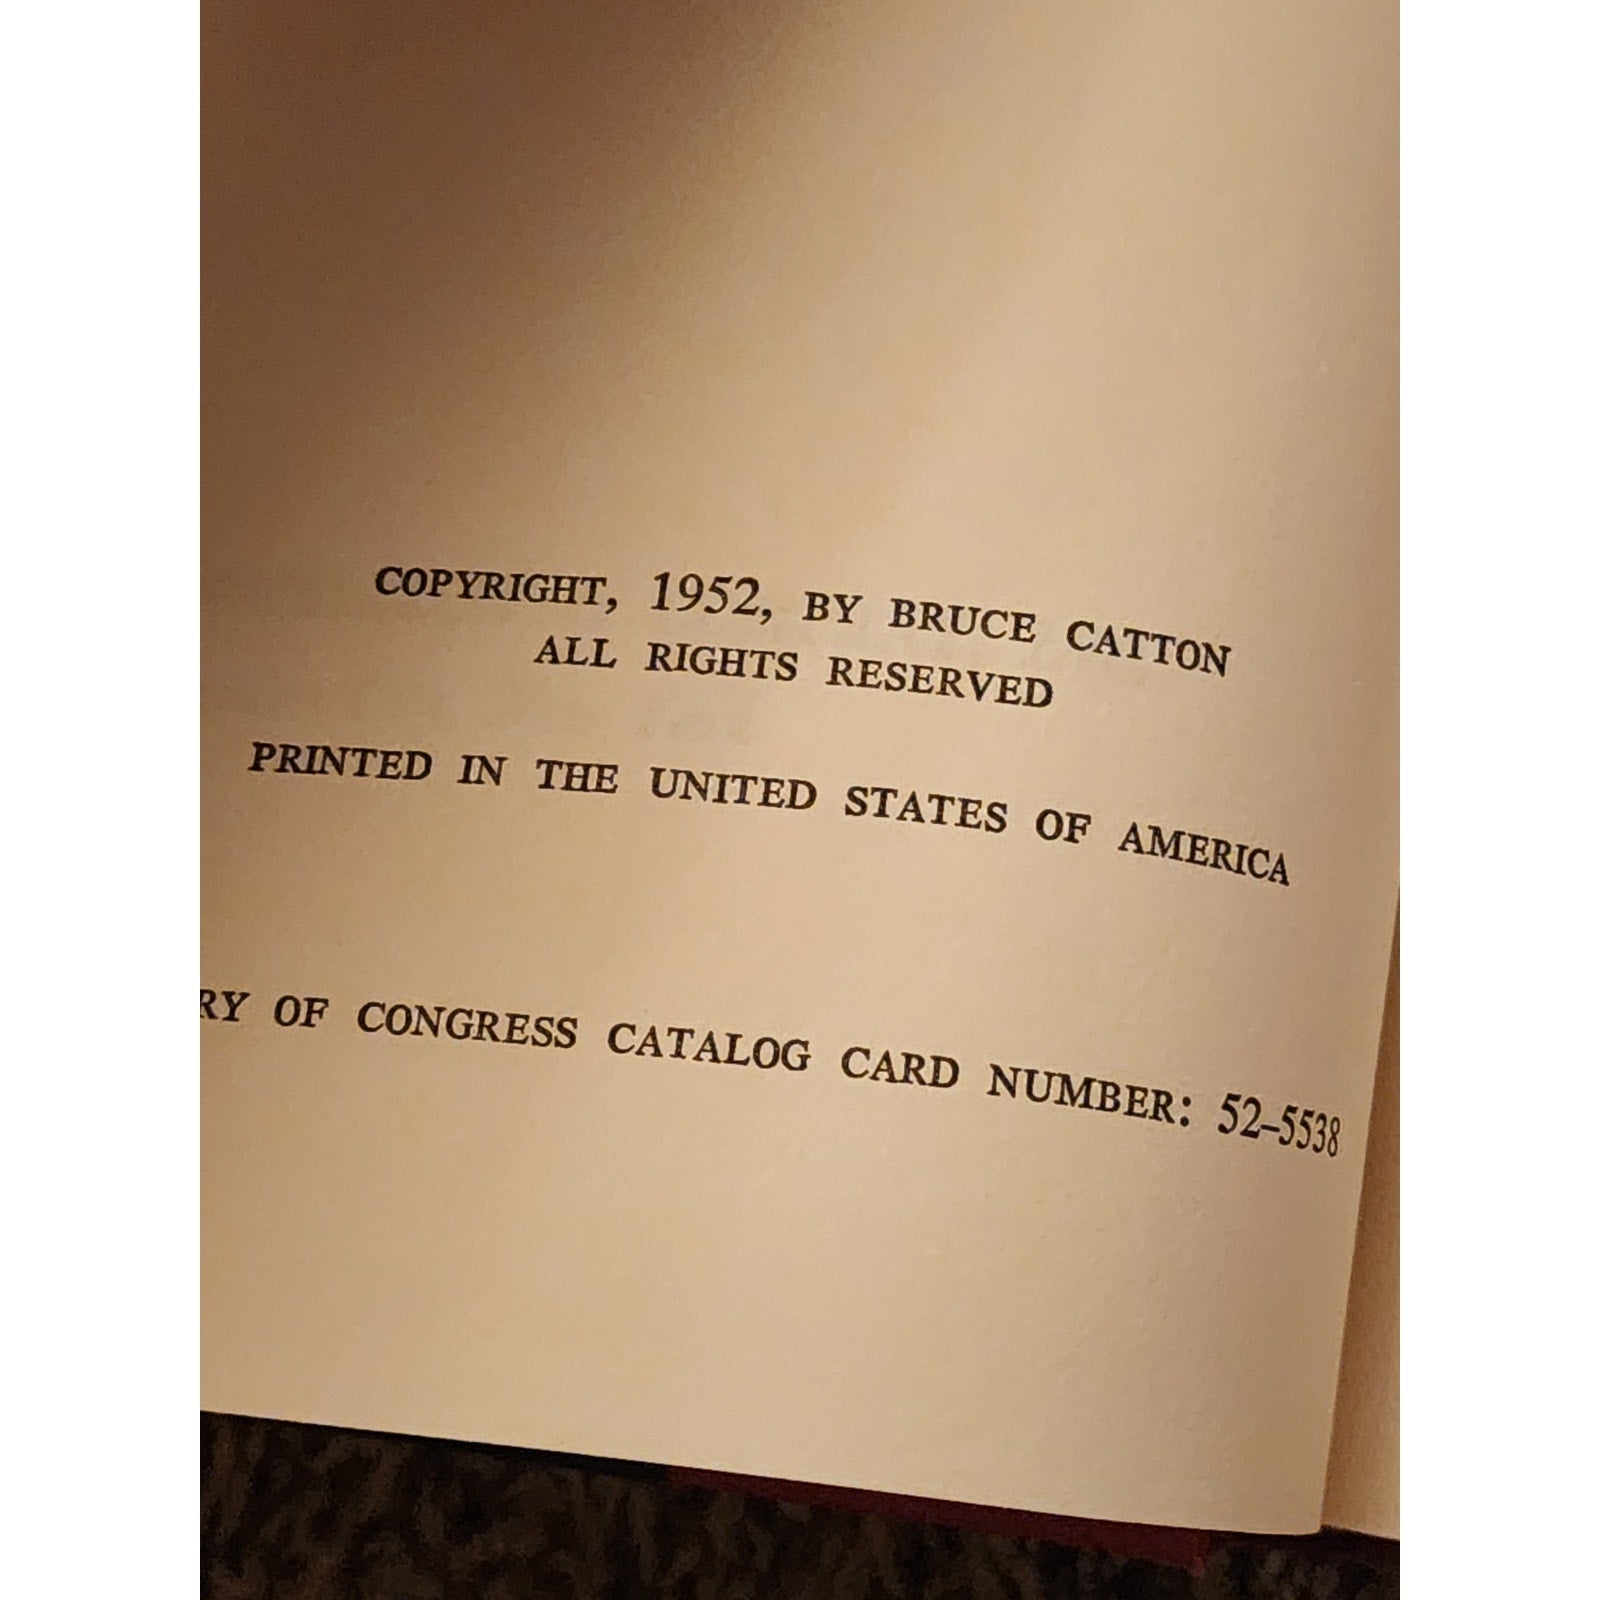 COPYRIGHT, 1952, BY BRUCE CATTON
ALL RIGHTS RESERVED
PRINTED IN THE UNITED STATES OF AMERICA
RY OF CONGRESS CATALOG CARD NUMBER: 52–5538